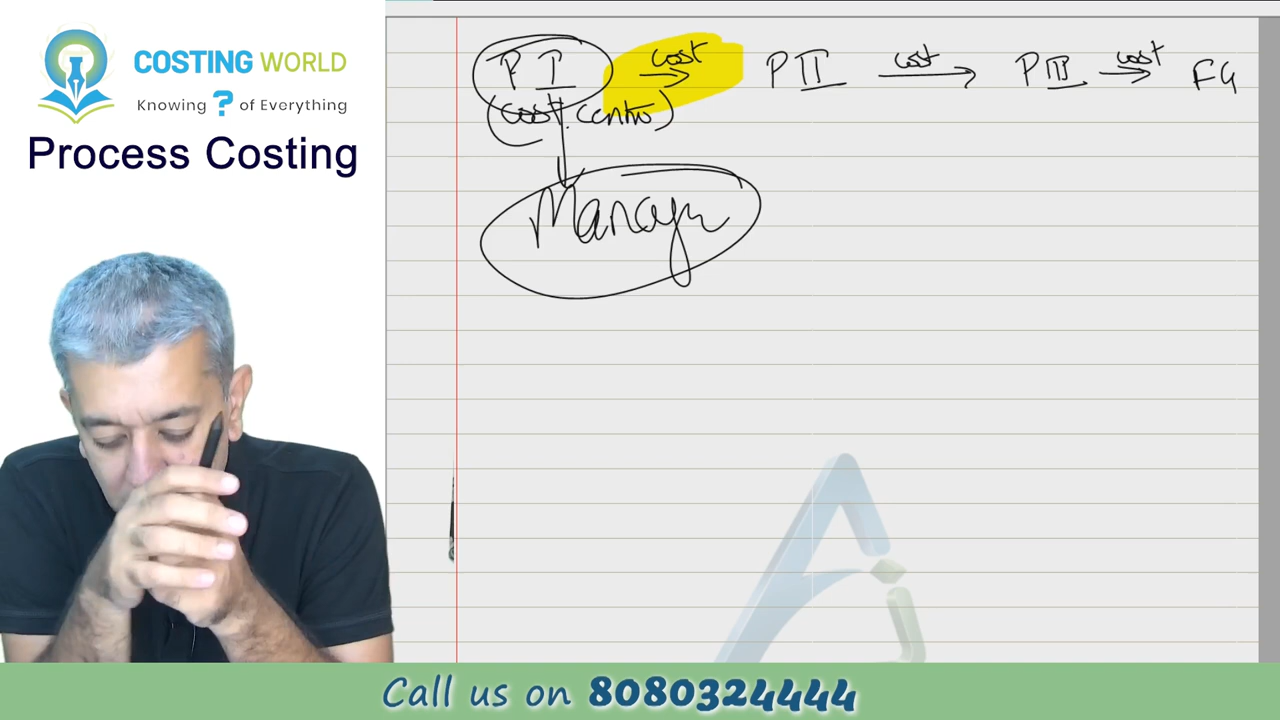 COSTING WORLD
Knowing ? of Everything
Process Costing
P I cost P II cost P III cost FG
(cost centre)
Manager
Call us on 8080324444